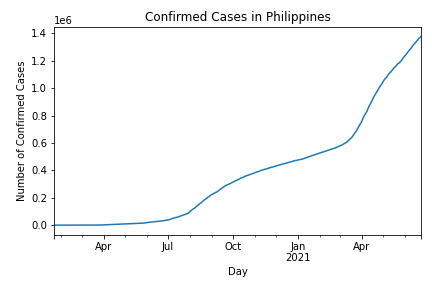 Confirmed Cases in Philippines
1e6
1.4
1.2
1.0
0.8
0.6
0.4
0.2
0.0
Number of Confirmed Cases
Apr
Jul
Oct
Jan
2021
Apr
Day